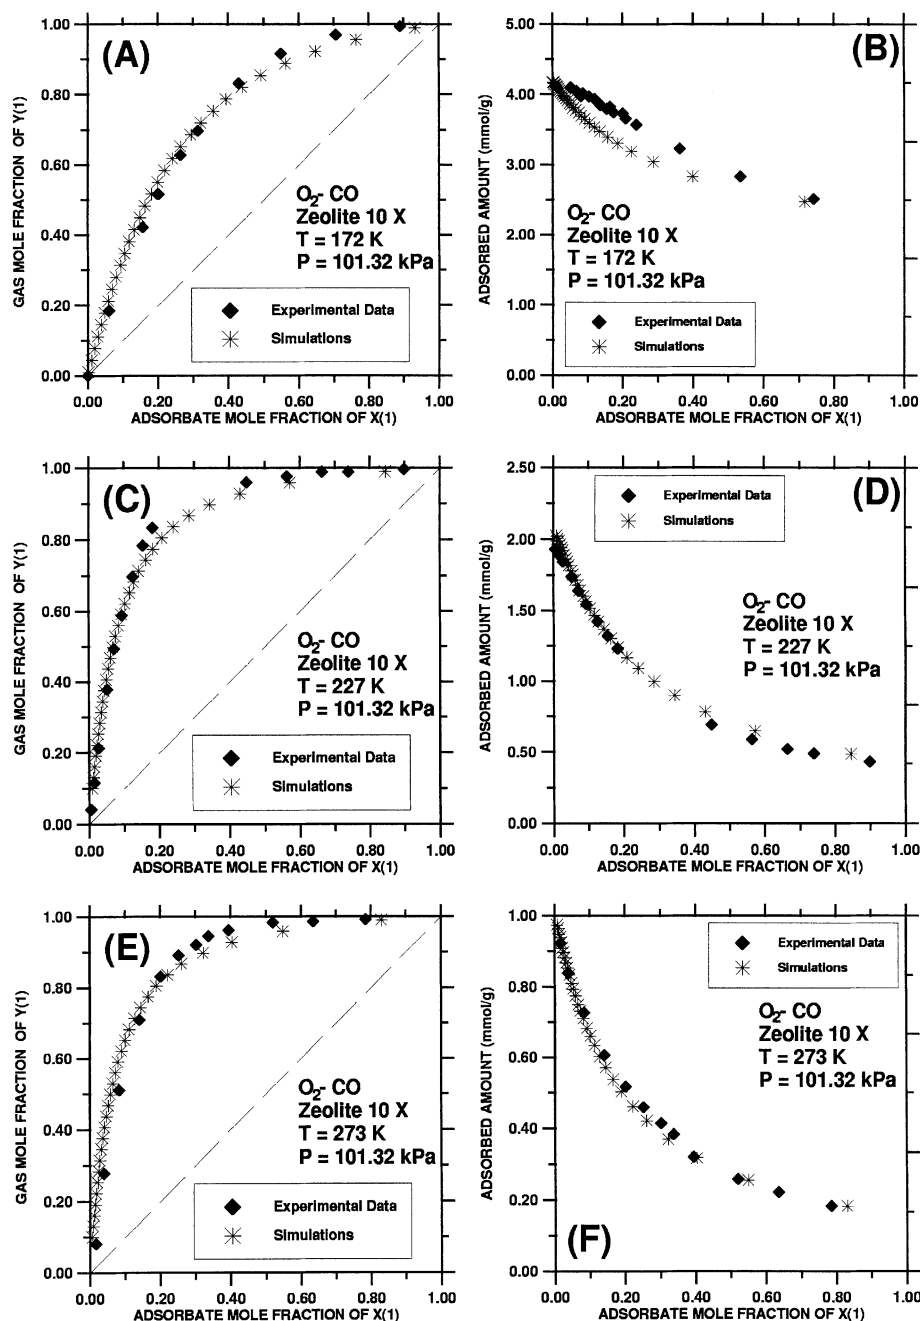 (A)
GAS MOLE FRACTION OF Y(1)
1.00
0.80
0.60
0.40
0.20
0.00
O2- CO
Zeolite 10 X
T = 172 K
P = 101.32 kPa
Experimental Data
Simulations
0.00 0.20 0.40 0.60 0.80 1.00
ADSORBATE MOLE FRACTION OF X(1)
(B)
ADSORBED AMOUNT (mmol/g)
5.00
4.00
3.00
2.00
1.00
0.00
O2- CO
Zeolite 10 X
T = 172 K
P = 101.32 kPa
Experimental Data
Simulations
0.00 0.20 0.40 0.60 0.80 1.00
ADSORBATE MOLE FRACTION OF X(1)
(C)
GAS MOLE FRACTION OF Y(1)
1.00
0.80
0.60
0.40
0.20
0.00
O2- CO
Zeolite 10 X
T = 227 K
P = 101.32 kPa
Experimental Data
Simulations
0.00 0.20 0.40 0.60 0.80 1.00
ADSORBATE MOLE FRACTION OF X(1)
(D)
ADSORBED AMOUNT (mmol/g)
2.50
2.00
1.50
1.00
0.50
0.00
Experimental Data
Simulations
O2- CO
Zeolite 10 X
T = 227 K
P = 101.32 kPa
0.00 0.20 0.40 0.60 0.80 1.00
ADSORBATE MOLE FRACTION OF X(1)
(E)
GAS MOLE FRACTION OF Y(1)
1.00
0.80
0.60
0.40
0.20
0.00
O2- CO
Zeolite 10 X
T = 273 K
P = 101.32 kPa
Experimental Data
Simulations
0.00 0.20 0.40 0.60 0.80 1.00
ADSORBATE MOLE FRACTION OF X(1)
ADSORBED AMOUNT (mmol/g)
1.00
0.80
0.60
0.40
0.20
0.00
Experimental Data
Simulations
O2- CO
Zeolite 10 X
T = 273 K
P = 101.32 kPa
(F)
0.00 0.20 0.40 0.60 0.80 1.00
ADSORBATE MOLE FRACTION OF X(1)